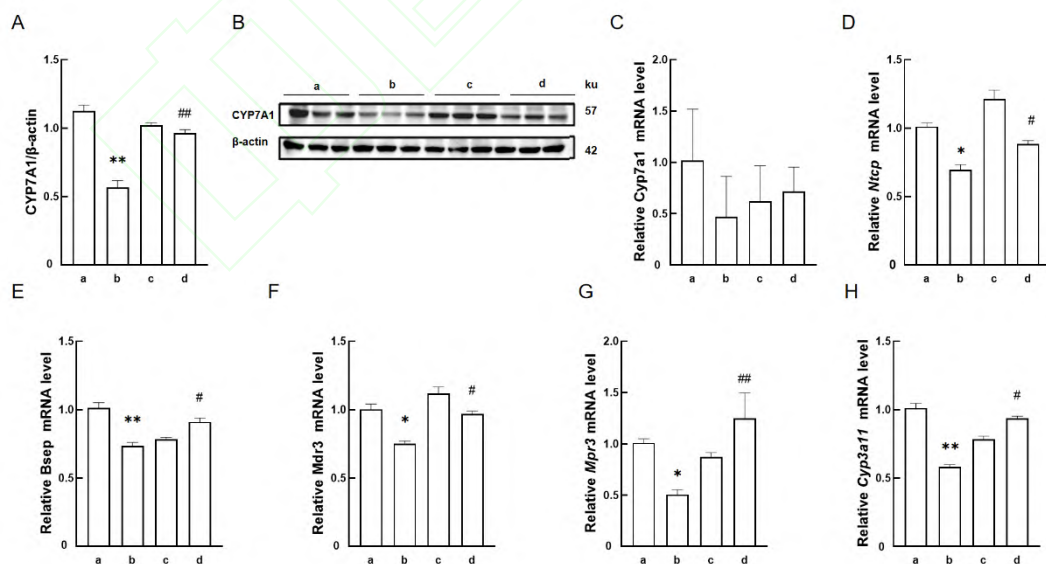 A
CYP7A1/β-actin
1.5
1.0
0.5
0
**
##
a b c d
B
a b c d ku
CYP7A1 57
β-actin 42
C
Relative Cyp7a1 mRNA level
2.0
1.5
1.0
0.5
0.0
a b c d
D
Relative Ntcp mRNA level
1.5
1.0
0.5
0
*
#
a b c d
E
Relative Bsep mRNA level
1.5
1.0
0.5
0
**
#
a b c d
F
Relative Mdr3 mRNA level
1.5
1.0
0.5
0
*
#
a b c d
G
Relative Mpr3 mRNA level
2.0
1.5
1.0
0.5
0
*
##
a b c d
H
Relative Cyp3a11 mRNA level
1.5
1.0
0.5
0
**
#
a b c d